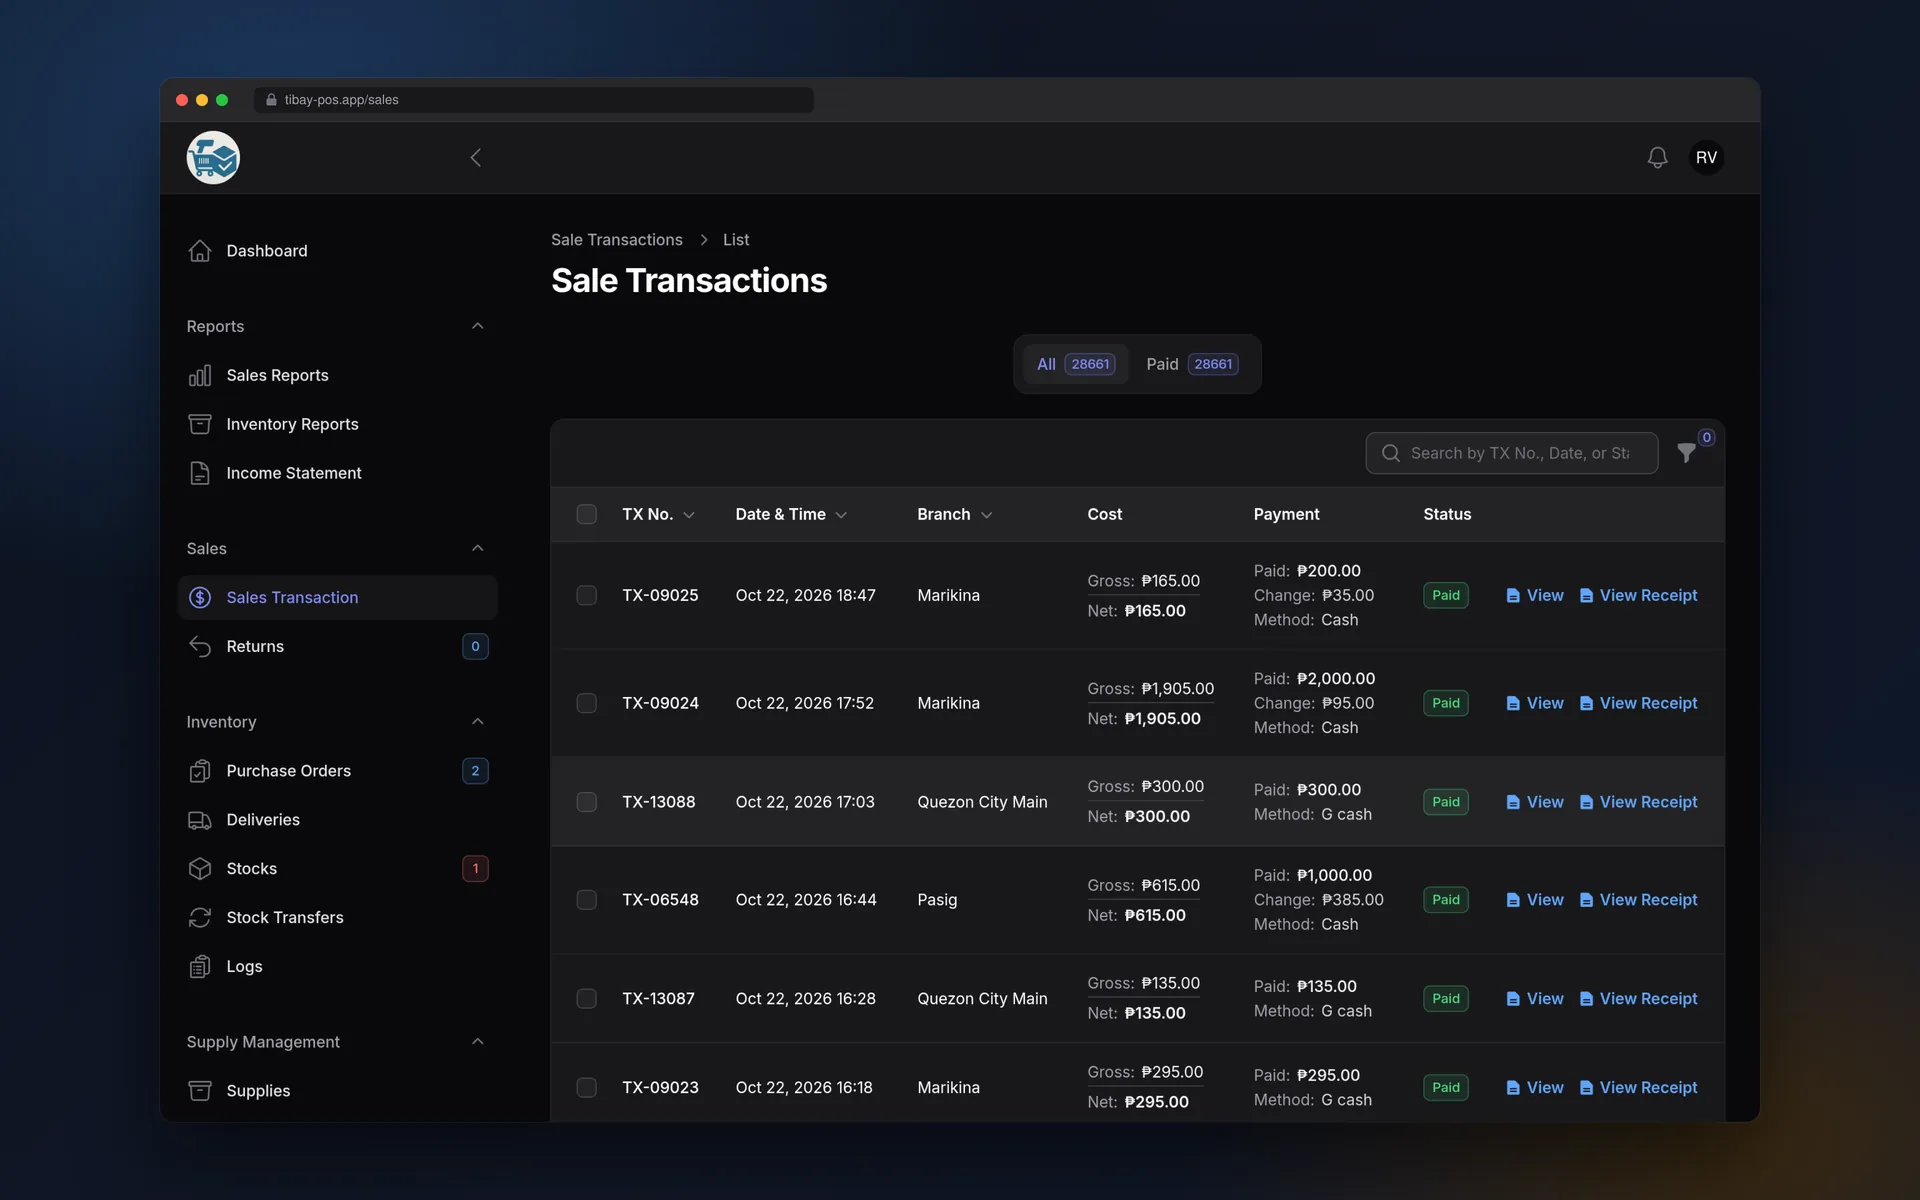 tibay-pos.app/sales
RV
Dashboard
Reports
Sales Reports
Inventory Reports
Income Statement
Sales
Sales Transaction
Returns 0
Inventory
Purchase Orders 2
Deliveries
Stocks 1
Stock Transfers
Logs
Supply Management
Supplies
Sale Transactions > List
Sale Transactions
All 28661 Paid 28661
Search by TX No., Date, or Sta
0
TX No. Date & Time Branch Cost Payment Status
TX-09025 Oct 22, 2026 18:47 Marikina
Gross: ₱165.00
Net: ₱165.00
Paid: ₱200.00
Change: ₱35.00
Method: Cash
Paid View View Receipt
TX-09024 Oct 22, 2026 17:52 Marikina
Gross: ₱1,905.00
Net: ₱1,905.00
Paid: ₱2,000.00
Change: ₱95.00
Method: Cash
Paid View View Receipt
TX-13088 Oct 22, 2026 17:03 Quezon City Main
Gross: ₱300.00
Net: ₱300.00
Paid: ₱300.00
Method: G cash
Paid View View Receipt
TX-06548 Oct 22, 2026 16:44 Pasig
Gross: ₱615.00
Net: ₱615.00
Paid: ₱1,000.00
Change: ₱385.00
Method: Cash
Paid View View Receipt
TX-13087 Oct 22, 2026 16:28 Quezon City Main
Gross: ₱135.00
Net: ₱135.00
Paid: ₱135.00
Method: G cash
Paid View View Receipt
TX-09023 Oct 22, 2026 16:18 Marikina
Gross: ₱295.00
Net: ₱295.00
Paid: ₱295.00
Method: G cash
Paid View View Receipt